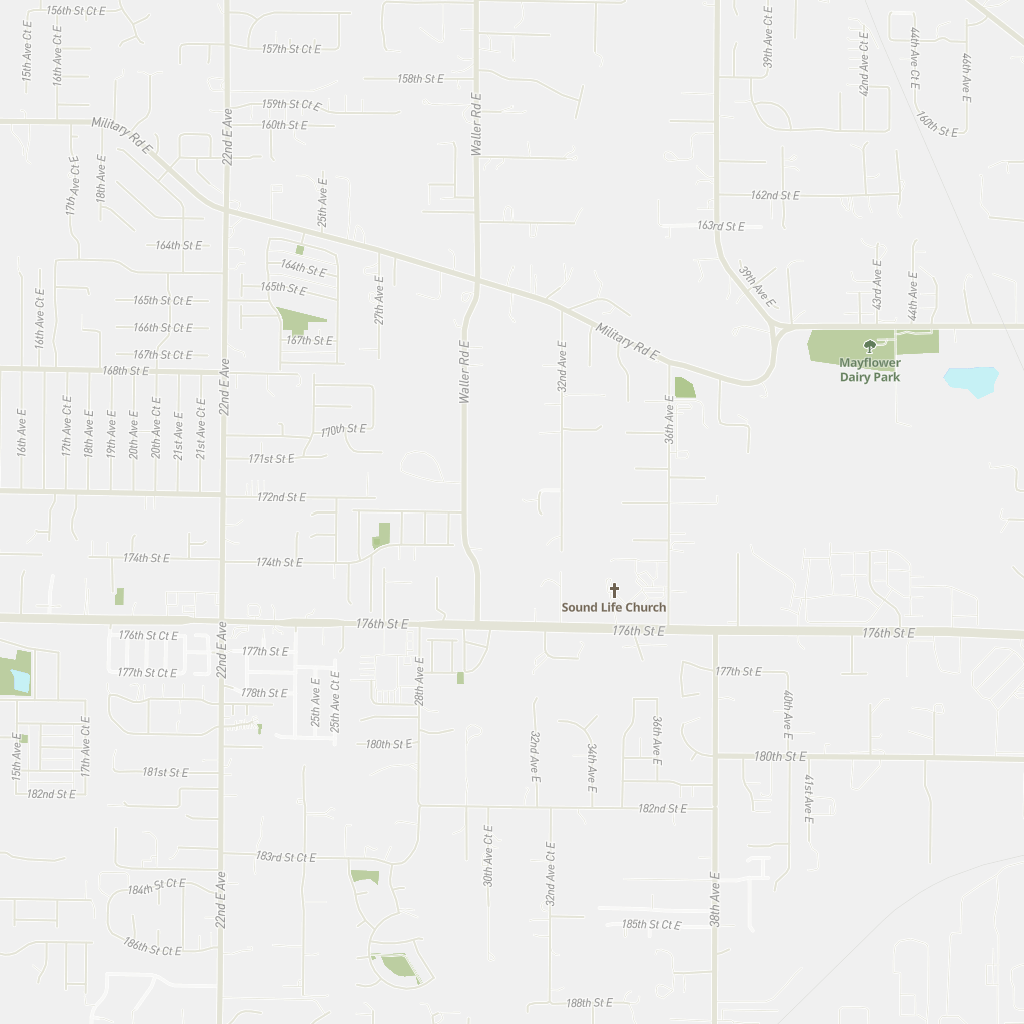 156th St Ct E
15th Ave Ct E
16th Ave Ct E
157th St Ct E
158th St E
159th St Ct E
160th St E
Military Rd E
22nd E Ave
Waller Rd E
39th Ave Ct E
42nd Ave Ct E
44th Ave Ct E
46th Ave E
160th St Ct E
17th Ave Ct E
18th Ave E
25th Ave E
162nd St E
163rd St E
164th St E
164th St E
165th St E
39th Ave E
43rd Ave E
44th Ave E
27th Ave E
165th St Ct E
166th St Ct E
167th St Ct E
167th St E
16th Ave Ct E
Military Rd E
Mayflower
Dairy Park
168th St E
22nd E Ave
Waller Rd E
32nd Ave E
36th Ave E
16th Ave E
17th Ave Ct E
18th Ave E
19th Ave E
20th Ave E
20th Ave Ct E
21st Ave E
21st Ave Ct E
170th St E
171st St E
172nd St E
174th St E
174th St E
Sound Life Church
176th St E
176th St E
176th St E
176th St Ct E
22nd E Ave
177th St E
177th St Ct E
178th St E
25th Ave E
25th Ave Ct E
28th Ave E
177th St E
40th Ave E
15th Ave E
17th Ave Ct E
180th St E
32nd Ave E
34th Ave E
36th Ave E
180th St E
181st St E
182nd St E
182nd St E
41st Ave E
183rd St Ct E
30th Ave Ct E
32nd Ave Ct E
184th St Ct E
22nd E Ave
38th Ave E
185th St Ct E
186th St Ct E
188th St E